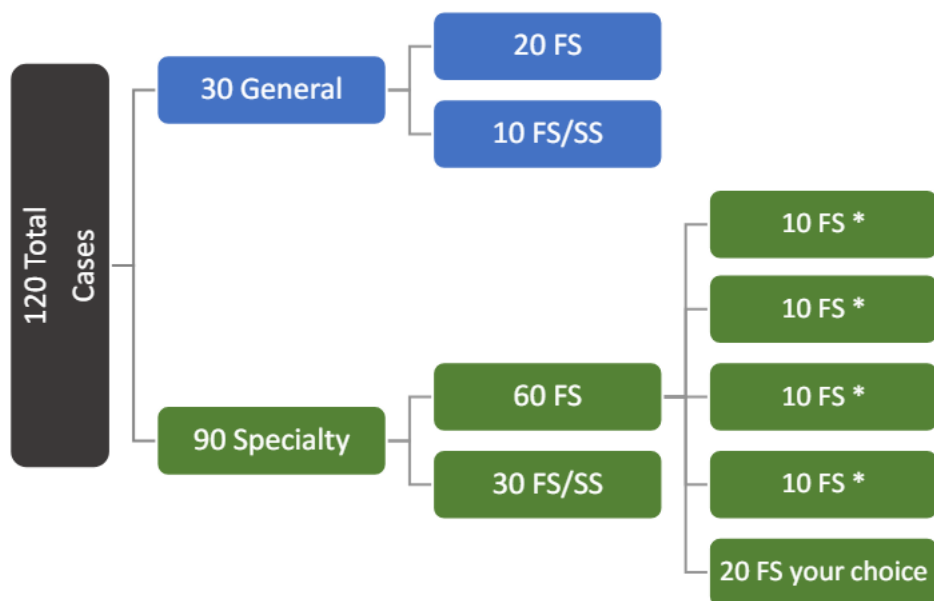 120 Total
Cases
30 General
20 FS
10 FS/SS
90 Specialty
60 FS
30 FS/SS
10 FS *
10 FS *
10 FS *
10 FS *
20 FS your choice